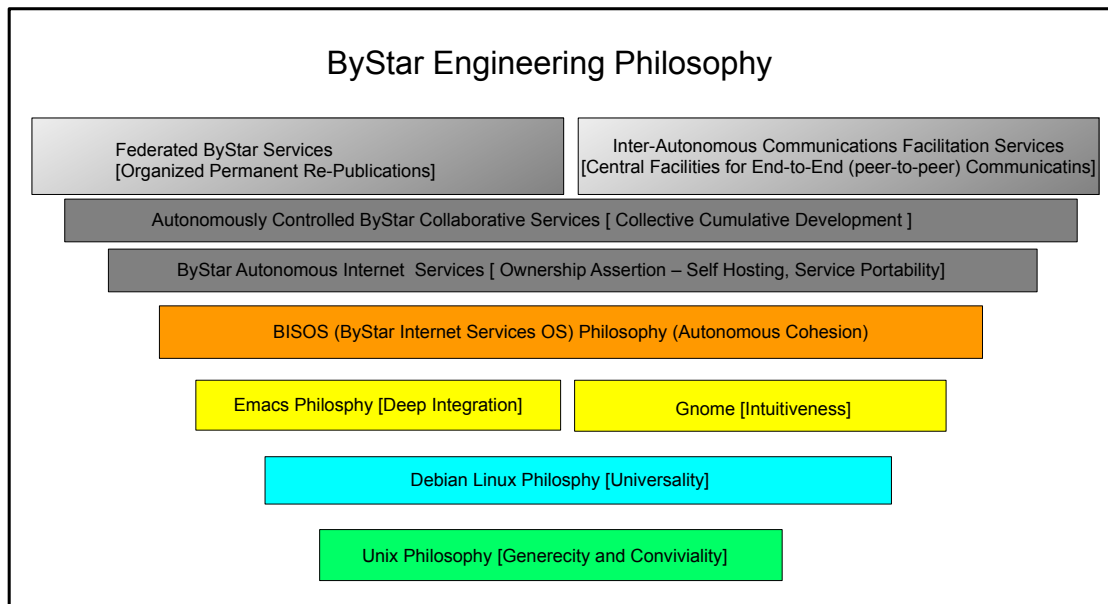 ByStar Engineering Philosophy
Federated ByStar Services
[Organized Permanent Re-Publications]
Inter-Autonomous Communications Facilitation Services
[Central Facilities for End-to-End (peer-to-peer) Communicatins]
Autonomously Controlled ByStar Collaborative Services [ Collective Cumulative Development ]
ByStar Autonomous Internet Services [ Ownership Assertion – Self Hosting, Service Portability]
BISOS (ByStar Internet Services OS) Philosophy (Autonomous Cohesion)
Emacs Philosphy [Deep Integration]
Gnome [Intuitiveness]
Debian Linux Philosphy [Universality]
Unix Philosophy [Generecity and Conviviality]